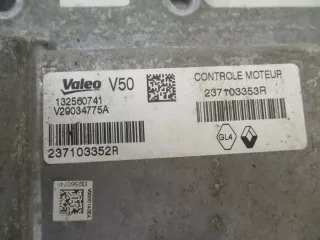 Valeo V50
132560741
V29034775A
237103352R
CONTROLE MOTEUR
237103353R
GL4